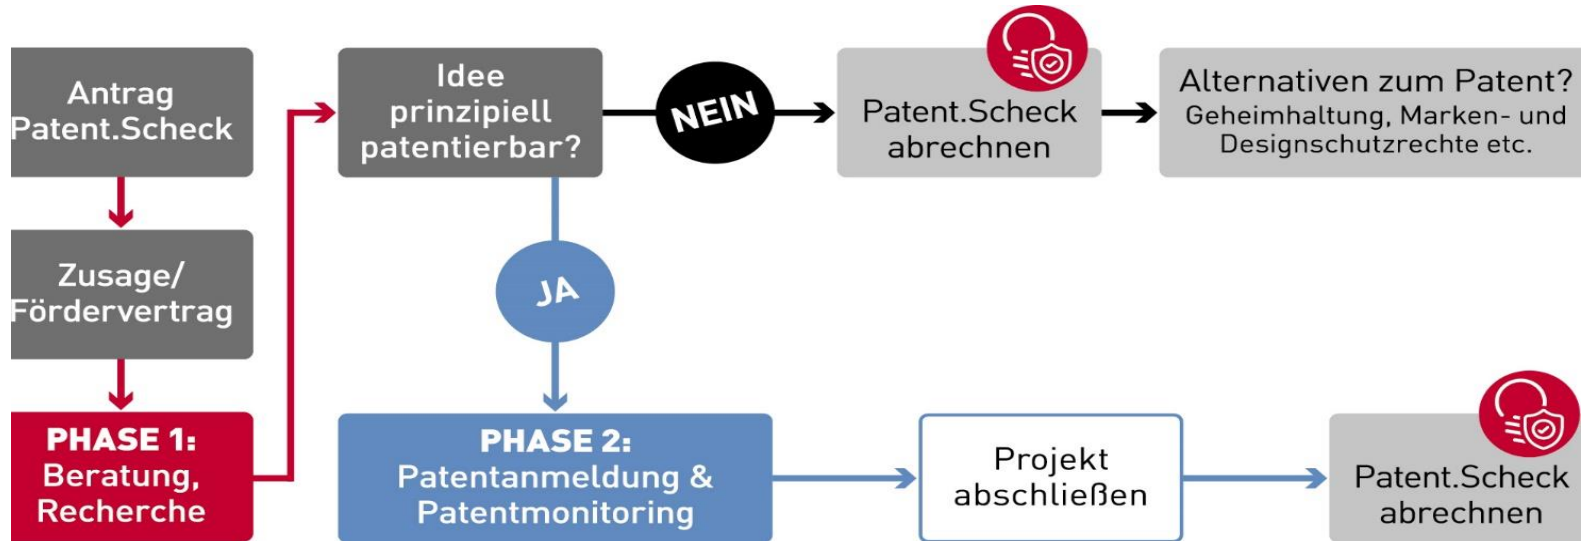 Antrag
Patent.Scheck
Zusage/
Fördervertrag
PHASE 1:
Beratung,
Recherche
Idee
prinzipiell
patentierbar?
NEIN
Patent.Scheck
abrechnen
Alternativen zum Patent?
Geheimhaltung, Marken- und
Designschutzrechte etc.
JA
PHASE 2:
Patentanmeldung &
Patentmonitoring
Projekt
abschließen
Patent.Scheck
abrechnen